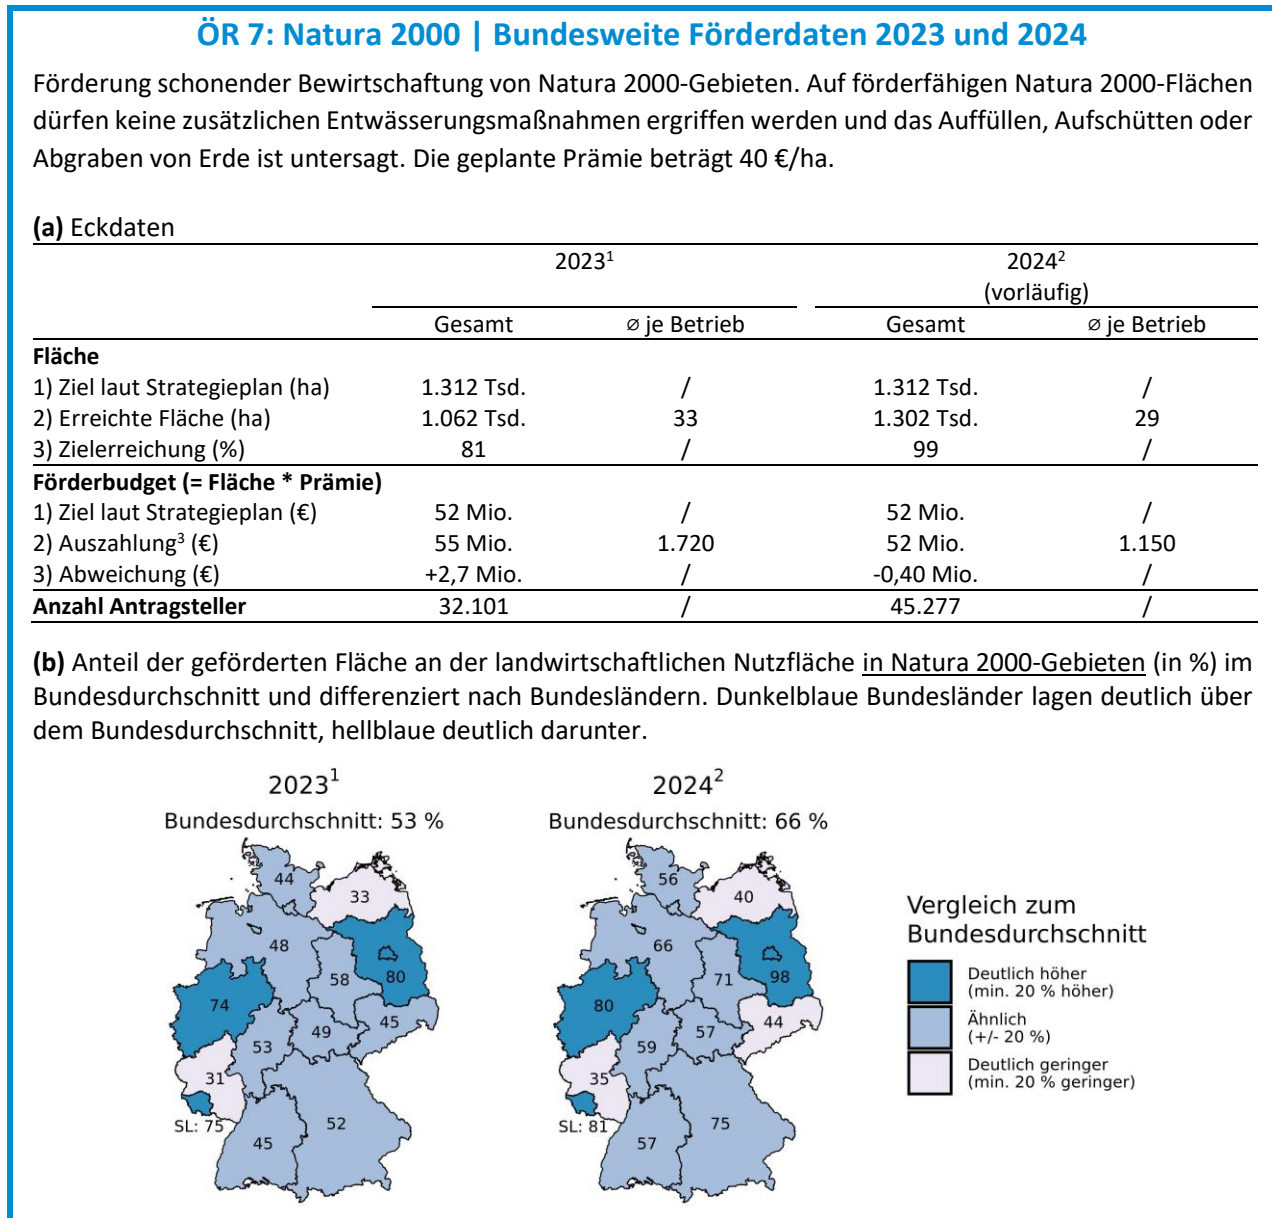 ÖR 7: Natura 2000 | Bundesweite Förderdaten 2023 und 2024
Förderung schonender Bewirtschaftung von Natura 2000-Gebieten. Auf förderfähigen Natura 2000-Flächen
dürfen keine zusätzlichen Entwässerungsmaßnahmen ergriffen werden und das Auffüllen, Aufschütten oder
Abgraben von Erde ist untersagt. Die geplante Prämie beträgt 40 €/ha.
(a) Eckdaten
2023¹ 2024²
(vorläufig)
Gesamt ⌀ je Betrieb Gesamt ⌀ je Betrieb
Fläche
1) Ziel laut Strategieplan (ha) 1.312 Tsd. / 1.312 Tsd. /
2) Erreichte Fläche (ha) 1.062 Tsd. 33 1.302 Tsd. 29
3) Zielerreichung (%) 81 / 99 /
Förderbudget (= Fläche * Prämie)
1) Ziel laut Strategieplan (€) 52 Mio. / 52 Mio. /
2) Auszahlung³ (€) 55 Mio. 1.720 52 Mio. 1.150
3) Abweichung (€) +2,7 Mio. / -0,40 Mio. /
Anzahl Antragsteller 32.101 / 45.277 /
(b) Anteil der geförderten Fläche an der landwirtschaftlichen Nutzfläche in Natura 2000-Gebieten (in %) im
Bundesdurchschnitt und differenziert nach Bundesländern. Dunkelblaue Bundesländer lagen deutlich über
dem Bundesdurchschnitt, hellblaue deutlich darunter.
2023¹
Bundesdurchschnitt: 53 %
44
33
48
58
80
74
45
49
53
31
SL: 75
52
45
2024²
Bundesdurchschnitt: 66 %
56
40
66
71
98
80
44
57
59
35
SL: 81
75
57
Vergleich zum
Bundesdurchschnitt
Deutlich höher
(min. 20 % höher)
Ähnlich
(+/- 20 %)
Deutlich geringer
(min. 20 % geringer)